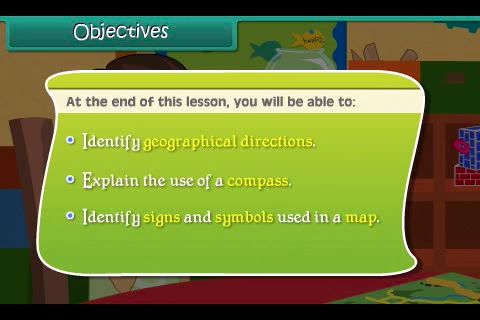 Objectives
At the end of this lesson, you will be able to:
Identify geographical directions.
Explain the use of a compass.
Identify signs and symbols used in a map.